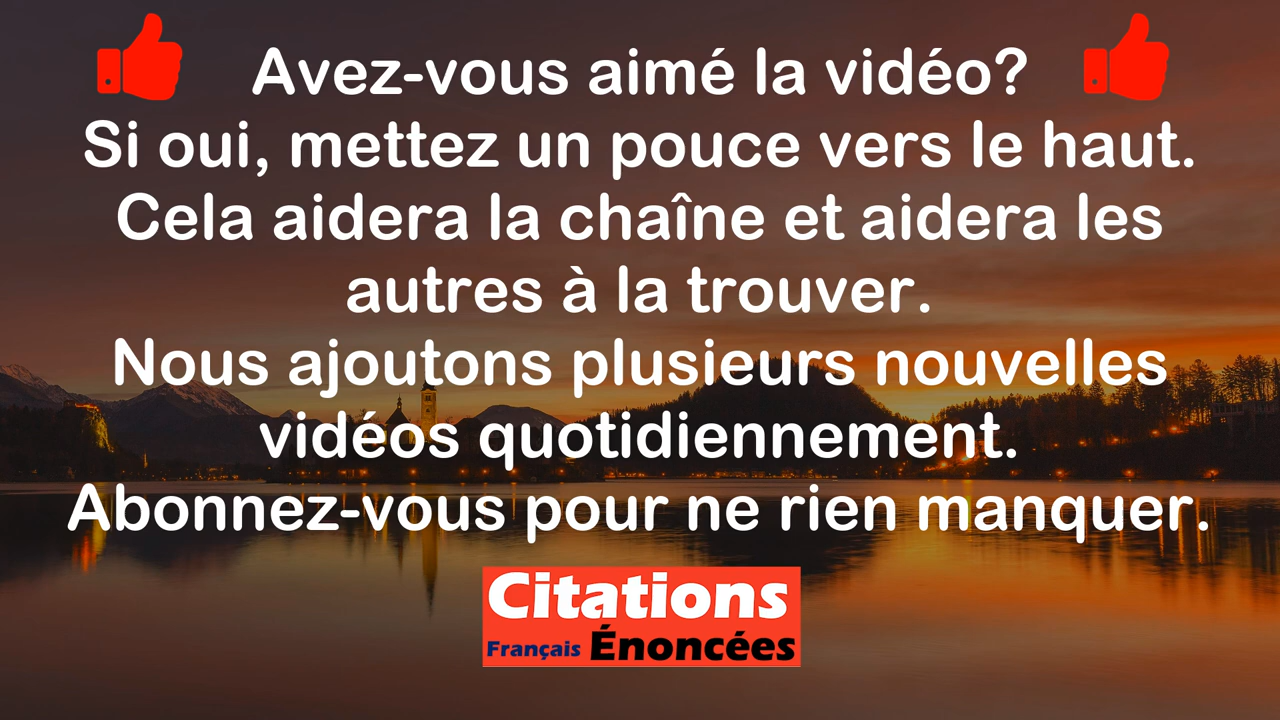 Avez-vous aimé la vidéo?
Si oui, mettez un pouce vers le haut.
Cela aidera la chaîne et aidera les
autres à la trouver.
Nous ajoutons plusieurs nouvelles
vidéos quotidiennement.
Abonnez-vous pour ne rien manquer.
Citations
Français Énoncées